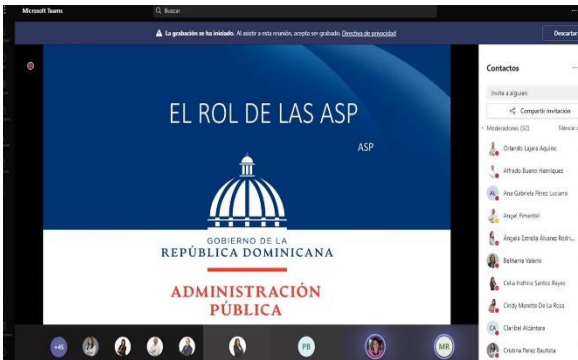 Microsoft Teams
Buscar
La grabación se ha iniciado. Al asistir a esta reunión, acepta ser grabado. Directiva de privacidad
Descartar
EL ROL DE LAS ASP
ASP
GOBIERNO DE LA
REPÚBLICA DOMINICANA
ADMINISTRACIÓN
PÚBLICA
+45
PB
MR
Contactos
Invite a alguien
Compartir invitación
Moderadores (52)
Orlando Lajara Aquino
Alfredo Bueno Henríquez
AL Ana Gabriela Pérez Luciano
Angel Pimentel
Ángela Estrella Álvarez Rodri...
Bethania Valerio
Celia Indhira Santos Reyes
Cindy Morette De La Rosa
CA Claribel Alcántara
Cristina Perez Bautista